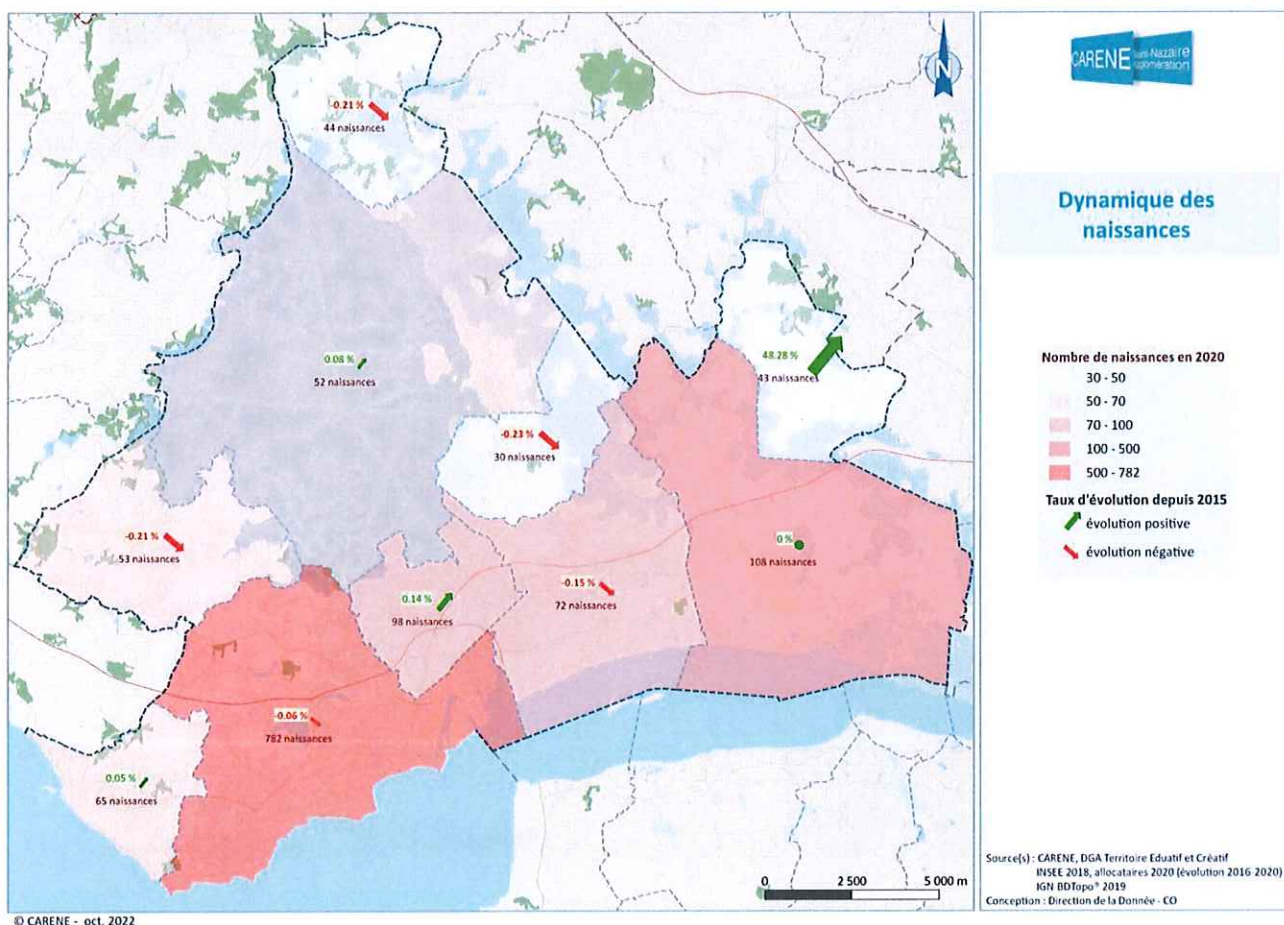 CARENE Saint-Nazaire
Agglomération
N
Dynamique des
naissances
-0.21 %
44 naissances
0.08 %
52 naissances
48.28 %
43 naissances
-0.23 %
30 naissances
-0.21 %
53 naissances
0.14 %
98 naissances
-0.15 %
72 naissances
0 %
108 naissances
-0.06 %
782 naissances
0.05 %
65 naissances
Nombre de naissances en 2020
30 - 50
50 - 70
70 - 100
100 - 500
500 - 782
Taux d'évolution depuis 2015
évolution positive
évolution négative
0 2 500 5 000 m
Source(s) : CARENE, DGA Territoire Eduatif et Créatif
INSEE 2018, allocataires 2020 (évolution 2016-2020)
IGN BDTopo® 2019
Conception : Direction de la Donnée - CO
© CARENE - oct. 2022